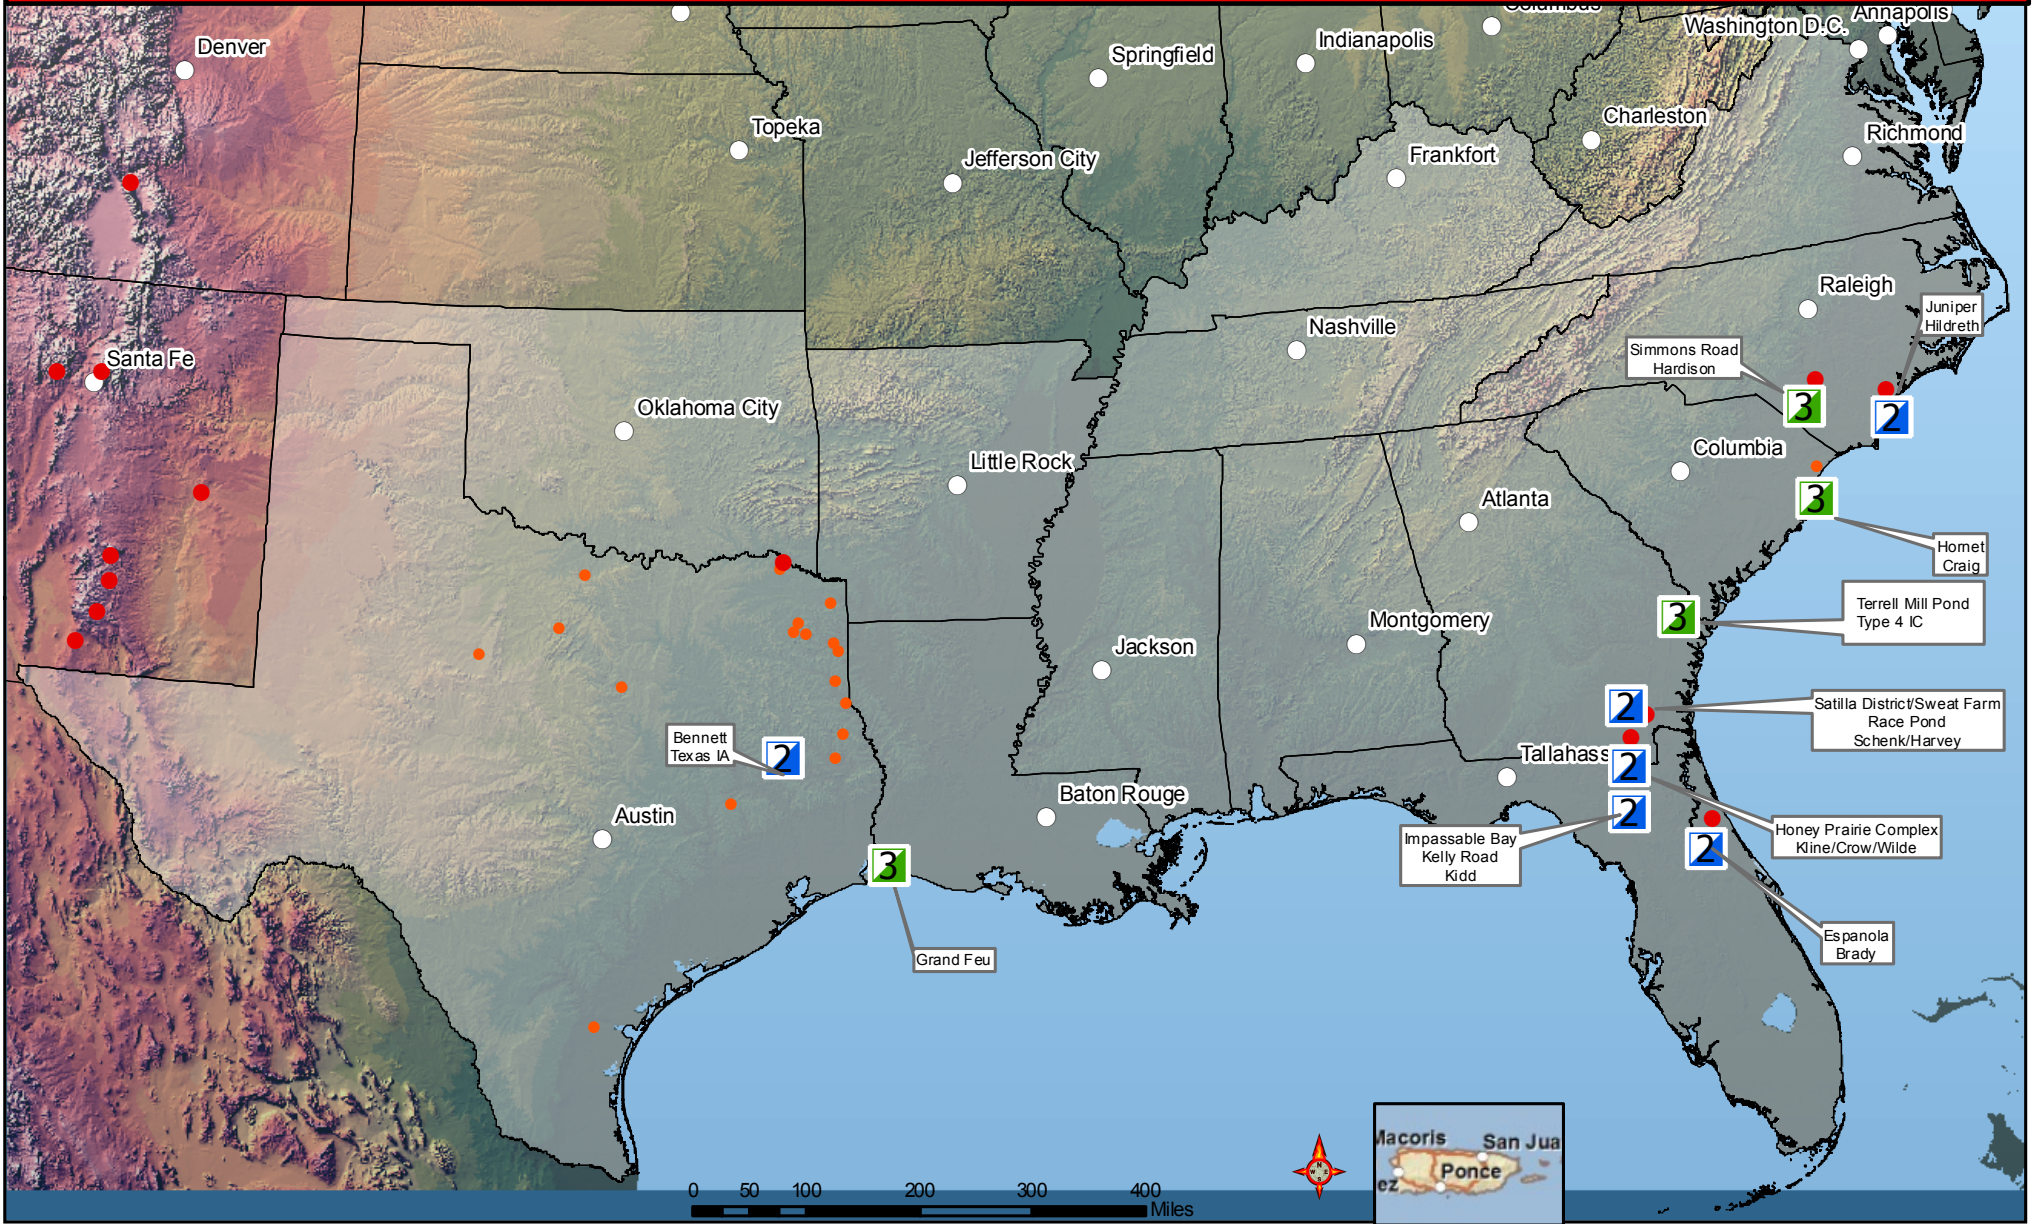 Columbus
Annapolis
Washington D.C.
Denver
Springfield
Indianapolis
Charleston
Topeka
Richmond
Jefferson City
Frankfort
Raleigh
Juniper
Hildreth
Nashville
Simmons Road
Hardison
Santa Fe
3
2
Oklahoma City
Columbia
Little Rock
Atlanta
3
Hornet
Craig
Terrell Mill Pond
Type 4 IC
3
Montgomery
Jackson
Satilla District/Sweat Farm
Race Pond
Schenk/Harvey
2
Bennett
Texas IA
2
Tallahass
2
Baton Rouge
Austin
2
Impassable Bay
Kelly Road
Kidd
Honey Prairie Complex
Kline/Crow/Wilde
2
3
Espanola
Brady
Grand Feu
Macoris
San Jua
Ponce
ez
N
W E
S
0 50 100 200 300 400
Miles